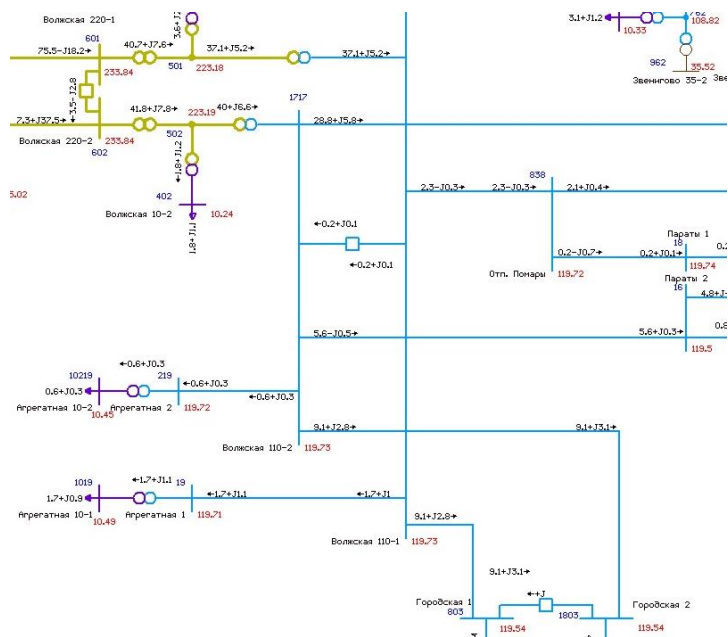 Волжская 220-1
3.1+J1.2→
762
108.82
10.33
601
75.5-J18.2→
40.7+J7.6→
37.1+J5.2→
37.1+J5.2→
501
223.18
233.84
962
35.52
Звенигово 35-2
Зве
←3.5-J2.8
7.3+J37.5→
41.8+J7.8→
223.19
40+J6.6→
1717
28.8+J5.8→
Волжская 220-2
233.84
602
502
←1.8+J1.2
402
10.24
Волжская 10-2
1.8+J1.1
5.02
838
2.3-J0.3→
2.3-J0.3→
2.1+J0.4→
←0.2+J0.1
←0.2+J0.1
Параты 1
18
0.2-J0.7→
0.2+J0.1→
0.2
Отп. Помары
119.72
119.74
Параты 2
16
4.8+J-
5.6-J0.5→
5.6+J0.3→
0.8
119.5
10219
←0.6+J0.3
219
0.6+J0.3
←0.6+J0.3
←0.6+J0.3
Агрегатная 10-2
10.45
Агрегатная 2
119.72
9.1+J2.8→
9.1+J3.1→
Волжская 110-2
119.73
1019
←1.7+J1.1
19
1.7+J0.9
←1.7+J1.1
←1.7+J1
Агрегатная 10-1
10.49
Агрегатная 1
119.71
9.1+J2.8→
Волжская 110-1
119.73
9.1+J3.1→
Городская 1
803
←+J
1803
Городская 2
119.54
119.54